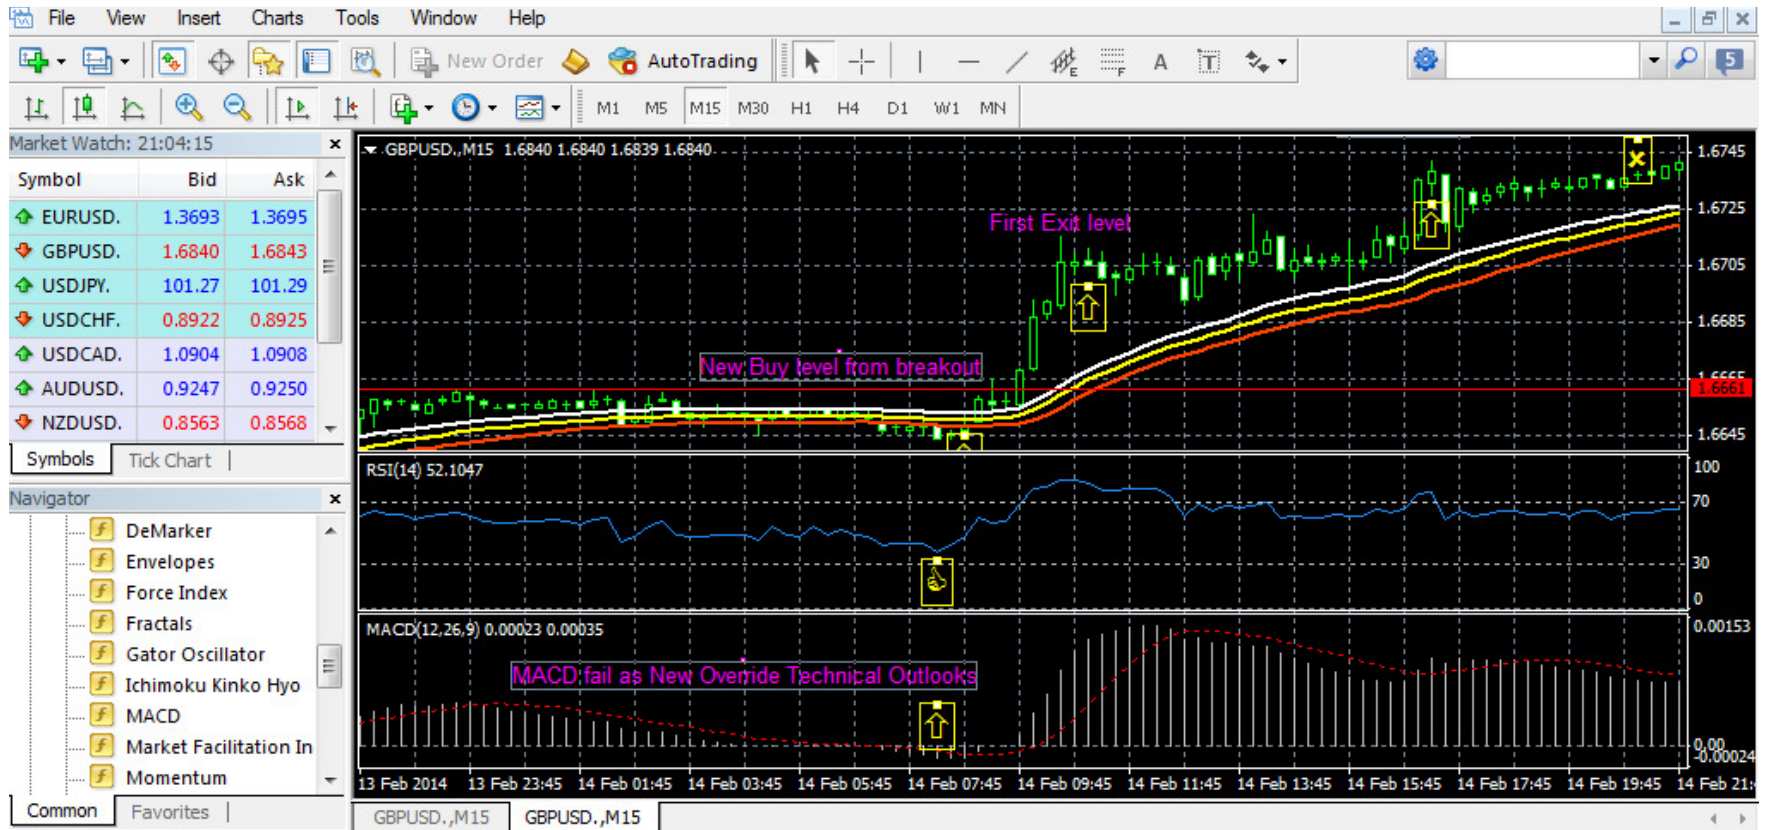 File View Insert Charts Tools Window Help
New Order AutoTrading E F A T 5
M1 M5 M15 M30 H1 H4 D1 W1 MN
Market Watch: 21:04:15
Symbol Bid Ask
EURUSD. 1.3693 1.3695
GBPUSD. 1.6840 1.6843
USDJPY. 101.27 101.29
USDCHF. 0.8922 0.8925
USDCAD. 1.0904 1.0908
AUDUSD. 0.9247 0.9250
NZDUSD. 0.8563 0.8568
Symbols Tick Chart
Navigator
DeMarker
Envelopes
Force Index
Fractals
Gator Oscillator
Ichimoku Kinko Hyo
MACD
Market Facilitation In
Momentum
Common Favorites
GBPUSD.,M15 1.6840 1.6840 1.6839 1.6840
1.6745
First Exit level
1.6725
1.6705
1.6685
New Buy level from breakout
1.6665
1.6661
1.6645
RSI(14) 52.1047
100
70
30
0
MACD(12,26,9) 0.00023 0.00035
0.00153
MACD fail as New Override Technical Outlooks
0.00
-0.00024
13 Feb 2014 13 Feb 23:45 14 Feb 01:45 14 Feb 03:45 14 Feb 05:45 14 Feb 07:45 14 Feb 09:45 14 Feb 11:45 14 Feb 13:45 14 Feb 15:45 14 Feb 17:45 14 Feb 19:45 14 Feb 21:
GBPUSD.,M15 GBPUSD.,M15